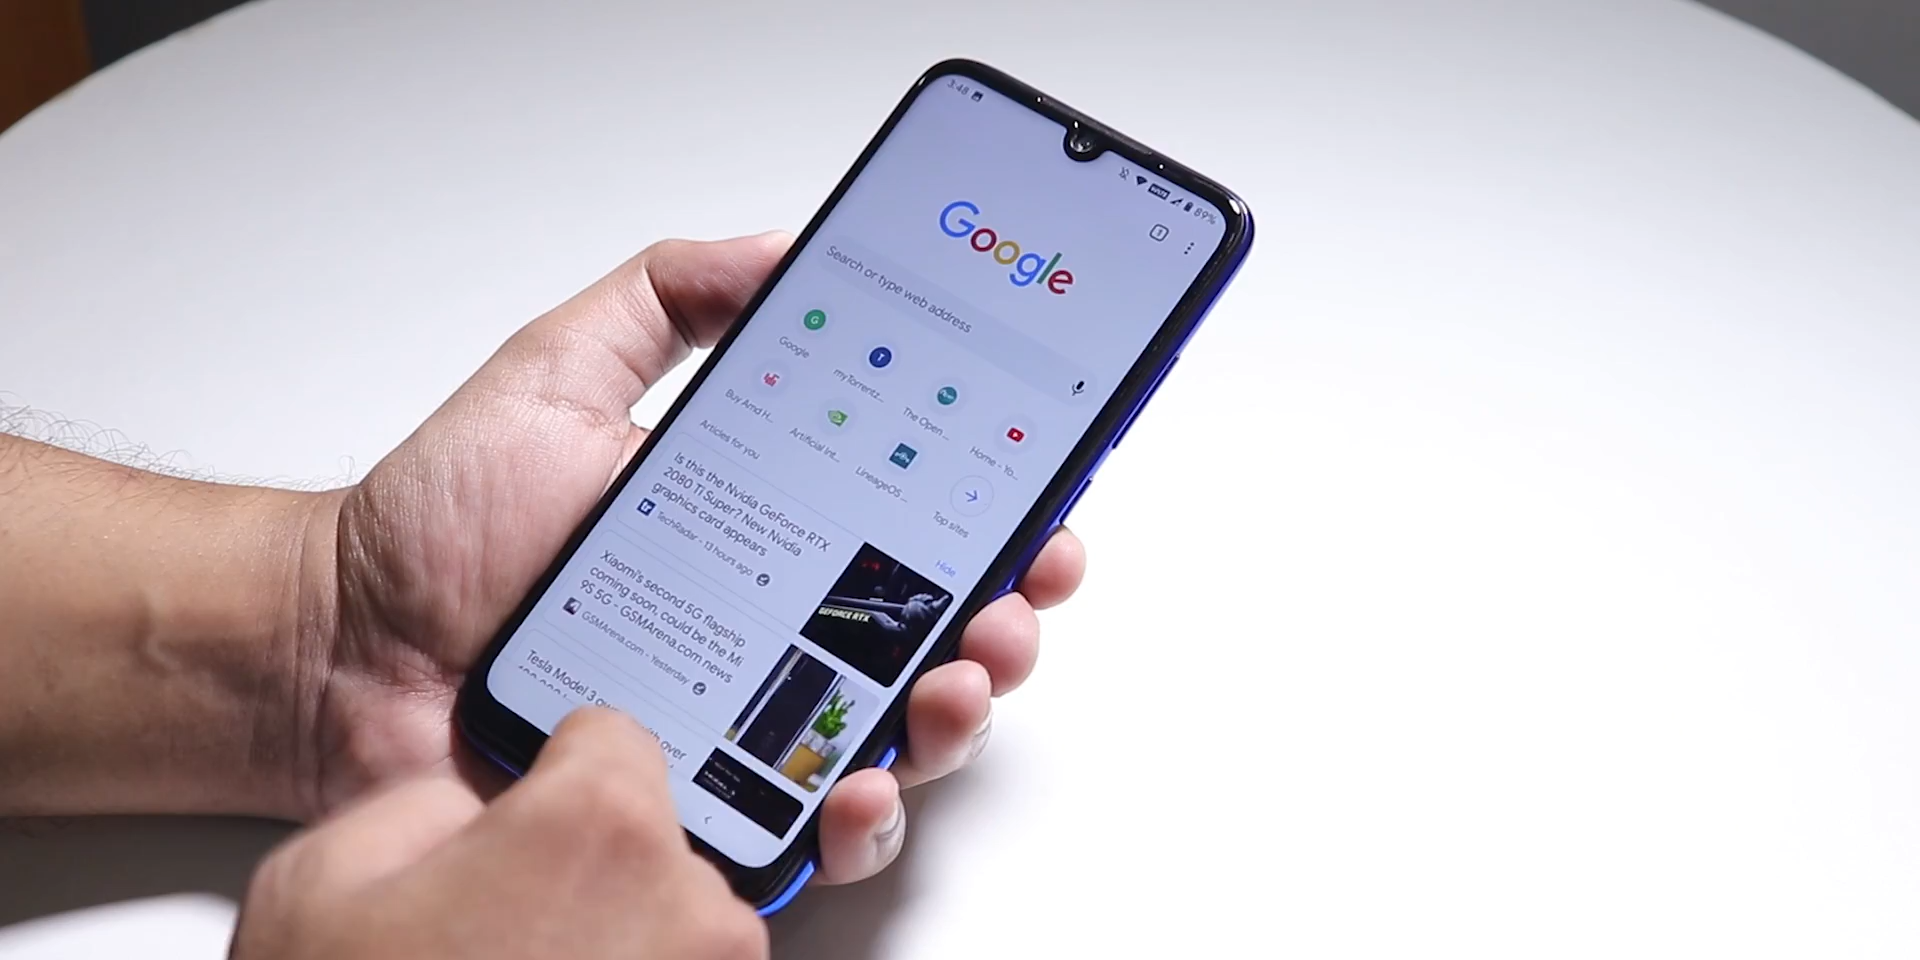 3:48
89%
1
Google
Search or type web address
G
T
Google
myTorrentz...
The Open ...
Home - Yo...
Buy Amd H...
Artificial Int...
LineageOS ...
Top sites
Articles for you
Hide
Is this the Nvidia GeForce RTX
2080 Ti Super? New Nvidia
graphics card appears
TechRadar - 13 hours ago
GEFORCE RTX
Xiaomi's second 5G flagship
coming soon, could be the Mi
9S 5G - GSMArena.com news
GSMArena.com - Yesterday
Tesla Model 3
with over